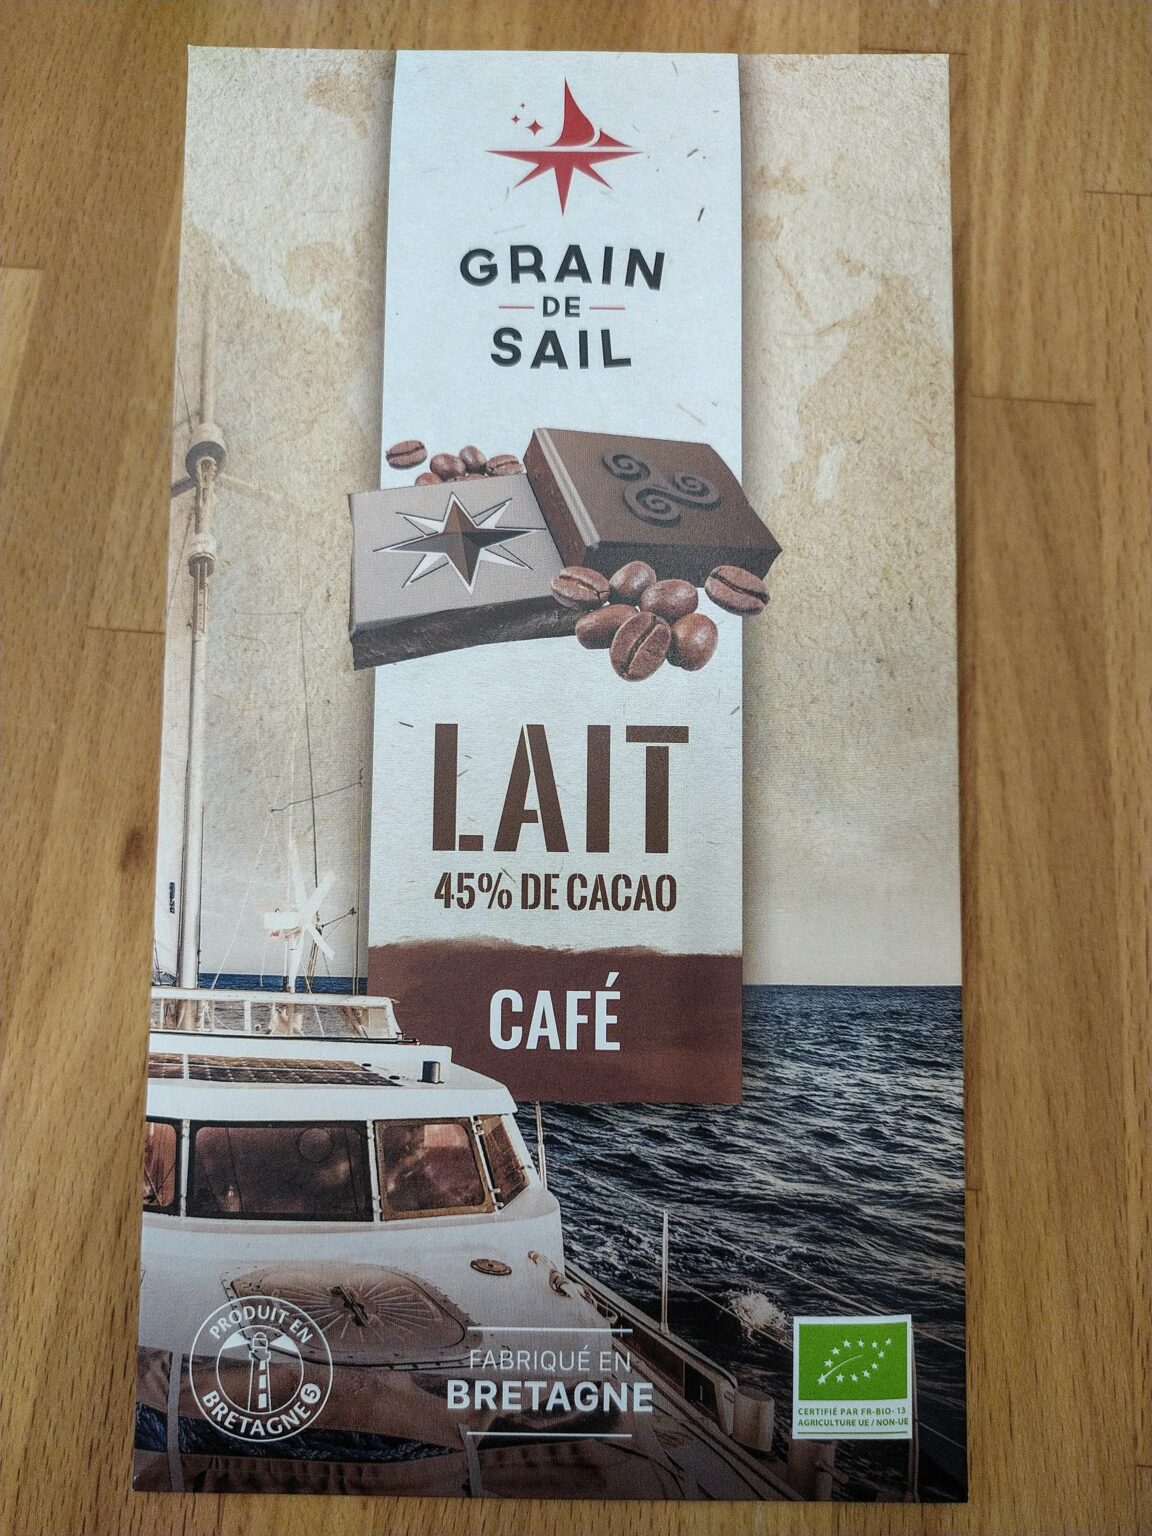 GRAIN
DE
SAIL
LAIT
45% DE CACAO
CAFÉ
PRODUIT EN
BRETAGNE
FABRIQUÉ EN
BRETAGNE
CERTIFIÉ PAR FR-BIO- 13
AGRICULTURE UE / NON-UE